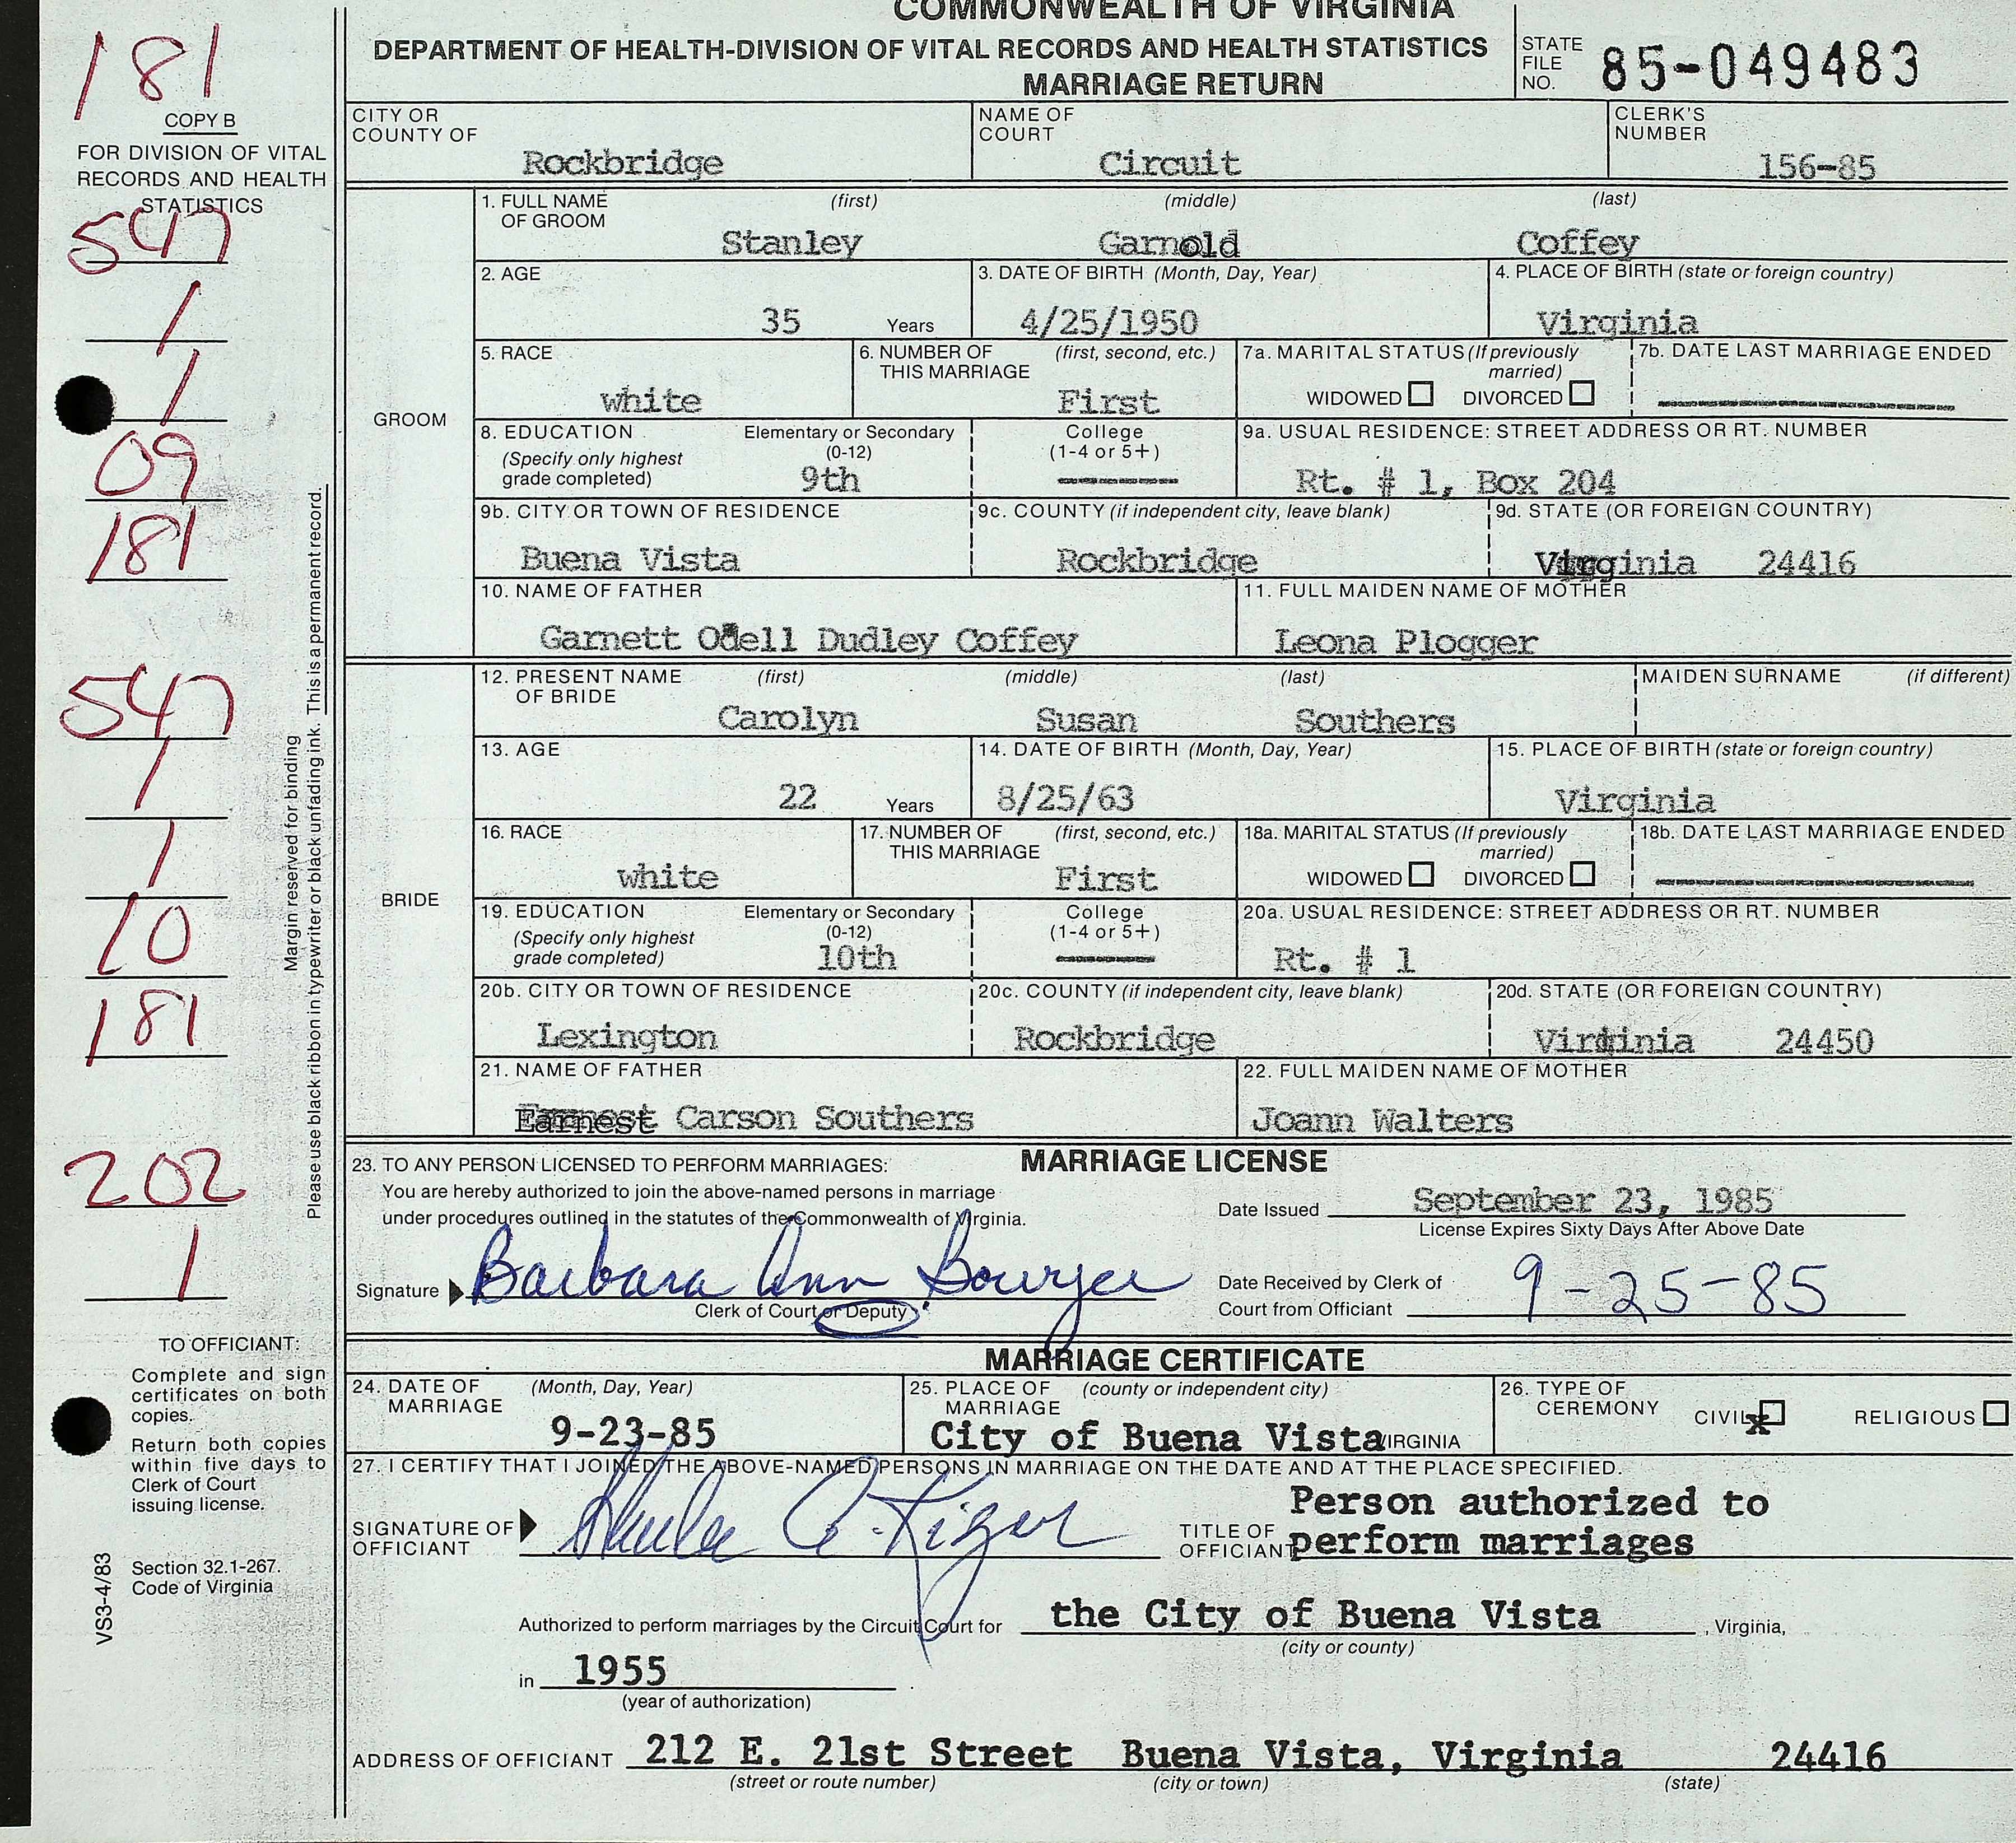 COMMONWEALTH OF VIRGINIA
DEPARTMENT OF HEALTH-DIVISION OF VITAL RECORDS AND HEALTH STATISTICS
MARRIAGE RETURN
STATE FILE NO. 85-049483
181
COPY B
FOR DIVISION OF VITAL
RECORDS AND HEALTH
STATISTICS
547
1
1
09
181
547
1
1
10
181
202
1
Margin reserved for binding
Please use black ribbon in typewriter or black unfading ink. This is a permanent record.
TO OFFICIANT:
Complete and sign
certificates on both
copies.
Return both copies
within five days to
Clerk of Court
issuing license.
Section 32.1-267.
Code of Virginia
VS3-4/83
CITY OR COUNTY OF Rockbridge
NAME OF COURT Circuit
CLERK'S NUMBER 156-85
GROOM
1. FULL NAME OF GROOM (first) (middle) (last)
Stanley Garnold Coffey
2. AGE 35 Years
3. DATE OF BIRTH (Month, Day, Year) 4/25/1950
4. PLACE OF BIRTH (state or foreign country) Virginia
5. RACE white
6. NUMBER OF THIS MARRIAGE (first, second, etc.) First
7a. MARITAL STATUS (If previously married) WIDOWED DIVORCED
7b. DATE LAST MARRIAGE ENDED
8. EDUCATION (Specify only highest grade completed) Elementary or Secondary (0-12) 9th
College (1-4 or 5+)
9a. USUAL RESIDENCE: STREET ADDRESS OR RT. NUMBER Rt. # 1, Box 204
9b. CITY OR TOWN OF RESIDENCE Buena Vista
9c. COUNTY (if independent city, leave blank) Rockbridge
9d. STATE (OR FOREIGN COUNTRY) Virginia 24416
10. NAME OF FATHER Garnett Odell Dudley Coffey
11. FULL MAIDEN NAME OF MOTHER Leona Plogger
BRIDE
12. PRESENT NAME OF BRIDE (first) (middle) (last) MAIDEN SURNAME (if different)
Carolyn Susan Southers
13. AGE 22 Years
14. DATE OF BIRTH (Month, Day, Year) 8/25/63
15. PLACE OF BIRTH (state or foreign country) Virginia
16. RACE white
17. NUMBER OF THIS MARRIAGE (first, second, etc.) First
18a. MARITAL STATUS (If previously married) WIDOWED DIVORCED
18b. DATE LAST MARRIAGE ENDED
19. EDUCATION (Specify only highest grade completed) Elementary or Secondary (0-12) 10th
College (1-4 or 5+)
20a. USUAL RESIDENCE: STREET ADDRESS OR RT. NUMBER Rt. # 1
20b. CITY OR TOWN OF RESIDENCE Lexington
20c. COUNTY (if independent city, leave blank) Rockbridge
20d. STATE (OR FOREIGN COUNTRY) Virginia 24450
21. NAME OF FATHER Earnest Carson Southers
22. FULL MAIDEN NAME OF MOTHER Joann Walters
MARRIAGE LICENSE
23. TO ANY PERSON LICENSED TO PERFORM MARRIAGES:
You are hereby authorized to join the above-named persons in marriage
under procedures outlined in the statutes of the Commonwealth of Virginia.
Date Issued September 23, 1985
License Expires Sixty Days After Above Date
Signature Barbara Ann Bowyer
Clerk of Court or Deputy
Date Received by Clerk of
Court from Officiant 9-25-85
MARRIAGE CERTIFICATE
24. DATE OF MARRIAGE (Month, Day, Year) 9-23-85
25. PLACE OF MARRIAGE (county or independent city) City of Buena Vista VIRGINIA
26. TYPE OF CEREMONY CIVIL x RELIGIOUS
27. I CERTIFY THAT I JOINED THE ABOVE-NAMED PERSONS IN MARRIAGE ON THE DATE AND AT THE PLACE SPECIFIED.
SIGNATURE OF OFFICIANT
TITLE OF OFFICIANT Person authorized to perform marriages
Authorized to perform marriages by the Circuit Court for the City of Buena Vista, Virginia,
(city or county)
in 1955
(year of authorization)
ADDRESS OF OFFICIANT 212 E. 21st Street Buena Vista, Virginia 24416
(street or route number) (city or town) (state)